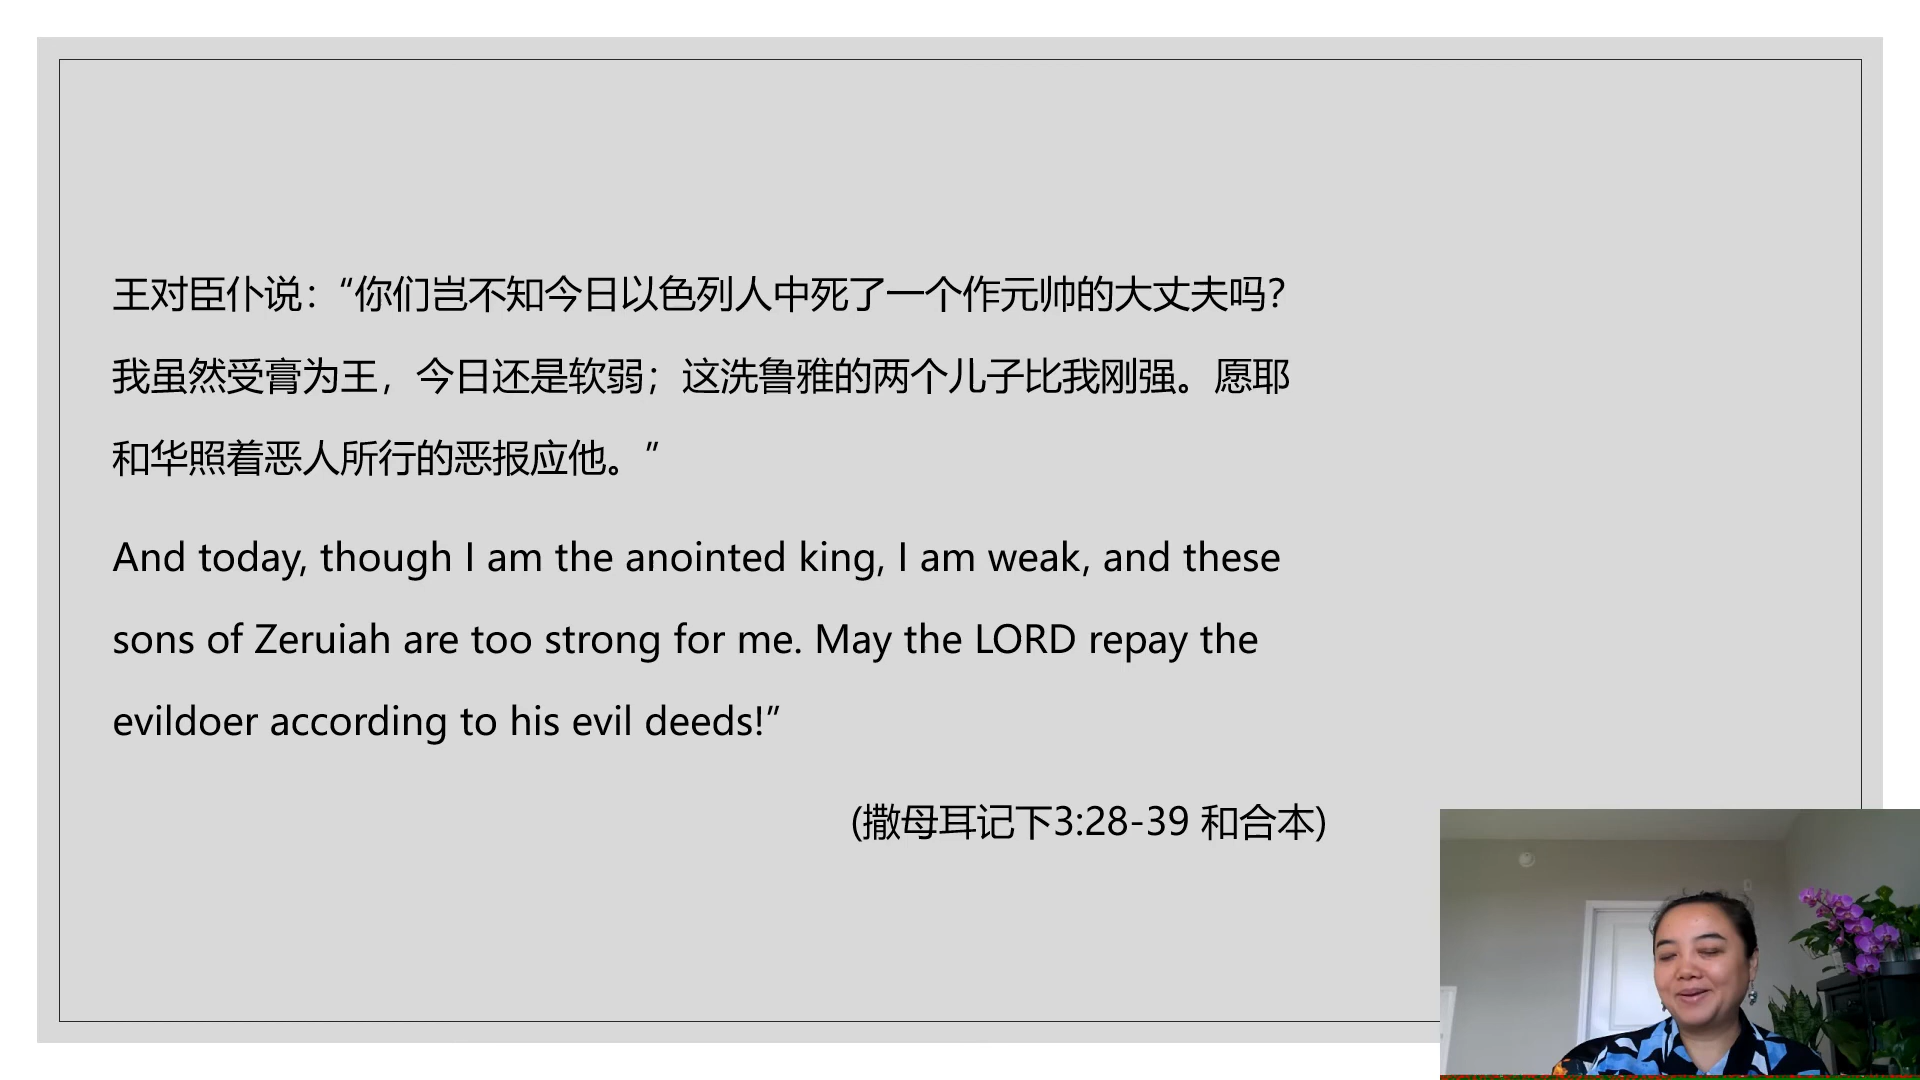 王对臣仆说：“你们岂不知今日以色列人中死了一个作元帅的大丈夫吗？
我虽然受膏为王，今日还是软弱；这洗鲁雅的两个儿子比我刚强。愿耶
和华照着恶人所行的恶报应他。”
And today, though I am the anointed king, I am weak, and these
sons of Zeruiah are too strong for me. May the LORD repay the
evildoer according to his evil deeds!”
(撒母耳记下3:28-39 和合本)